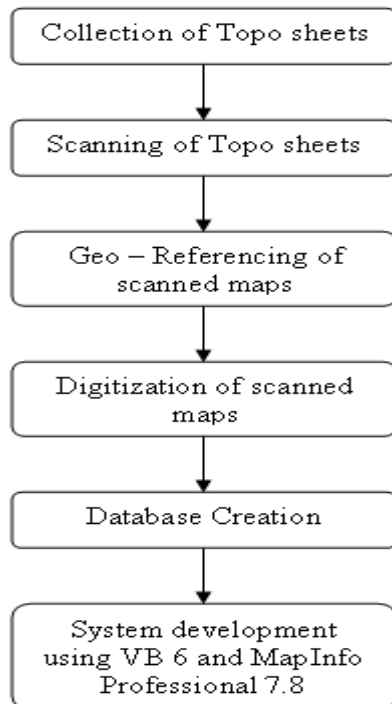 Collection of Topo sheets
Scanning of Topo sheets
Geo – Referencing of
scanned maps
Digitization of scanned
maps
Database Creation
System development
using VB 6 and MapInfo
Professional 7.8